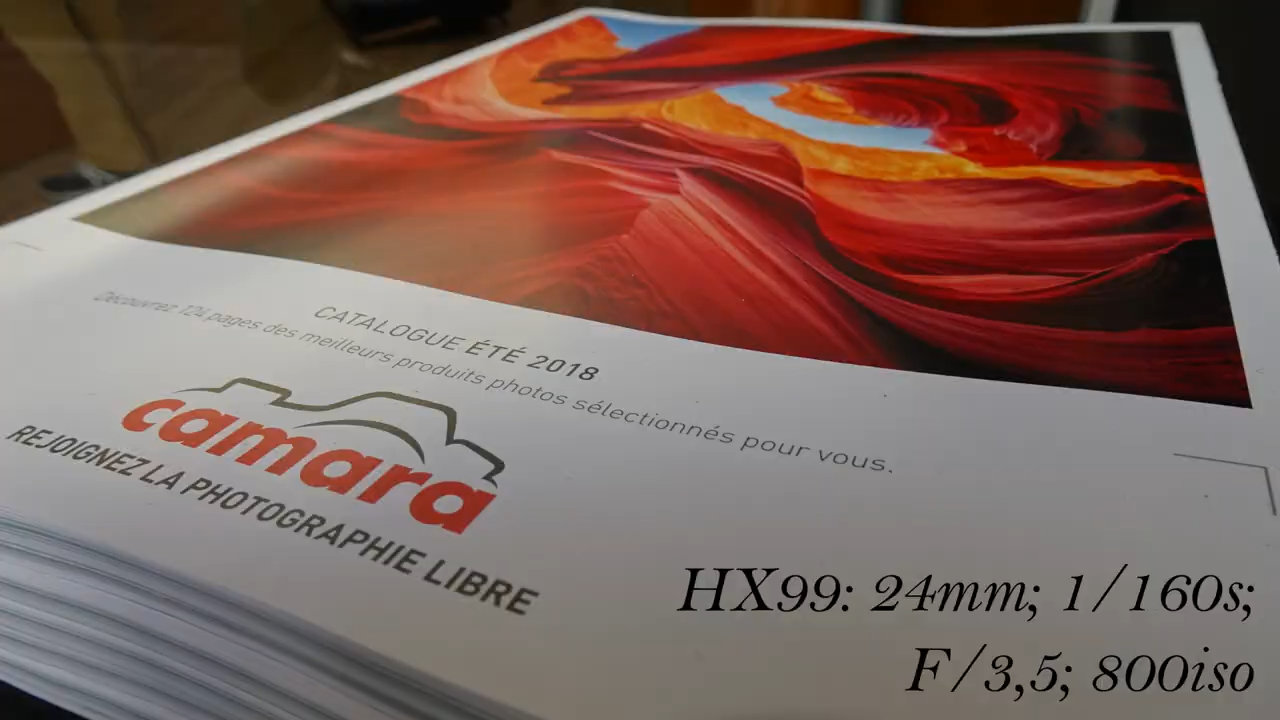 CATALOGUE ÉTÉ 2018
Découvrez 124 pages des meilleurs produits photos sélectionnés pour vous.
camara
REJOIGNEZ LA PHOTOGRAPHIE LIBRE
HX99: 24mm; 1/160s;
F/3,5; 800iso